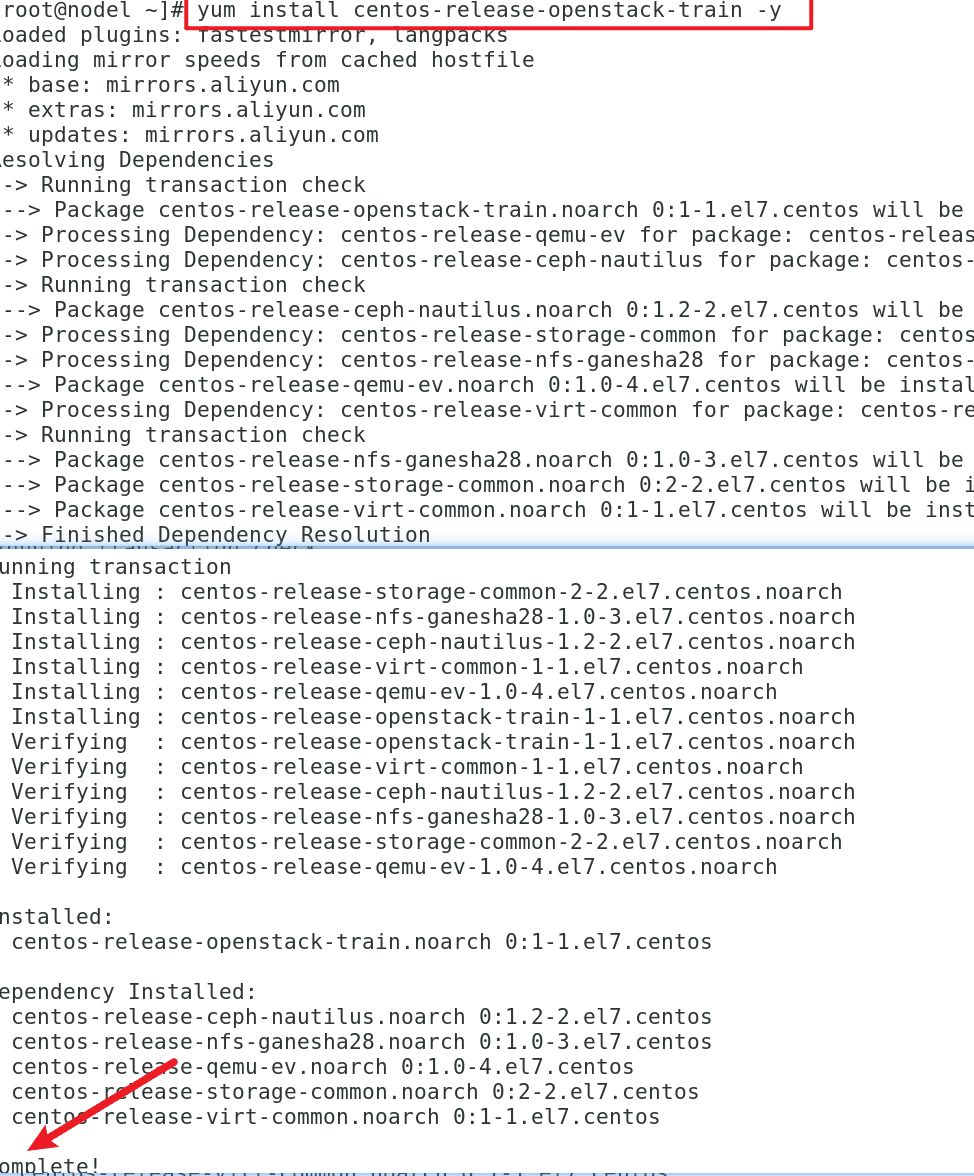 root@nodel ~]# yum install centos-release-openstack-train -y
oaded plugins: fastestmirror, langpacks
oading mirror speeds from cached hostfile
* base: mirrors.aliyun.com
* extras: mirrors.aliyun.com
* updates: mirrors.aliyun.com
esolving Dependencies
-> Running transaction check
--> Package centos-release-openstack-train.noarch 0:1-1.el7.centos will be
-> Processing Dependency: centos-release-qemu-ev for package: centos-releas
-> Processing Dependency: centos-release-ceph-nautilus for package: centos-
-> Running transaction check
--> Package centos-release-ceph-nautilus.noarch 0:1.2-2.el7.centos will be
-> Processing Dependency: centos-release-storage-common for package: centos
-> Processing Dependency: centos-release-nfs-ganesha28 for package: centos-
--> Package centos-release-qemu-ev.noarch 0:1.0-4.el7.centos will be instal
-> Processing Dependency: centos-release-virt-common for package: centos-re
-> Running transaction check
--> Package centos-release-nfs-ganesha28.noarch 0:1.0-3.el7.centos will be
--> Package centos-release-storage-common.noarch 0:2-2.el7.centos will be i
--> Package centos-release-virt-common.noarch 0:1-1.el7.centos will be inst
-> Finished Dependency Resolution
unning transaction
Installing : centos-release-storage-common-2-2.el7.centos.noarch
Installing : centos-release-nfs-ganesha28-1.0-3.el7.centos.noarch
Installing : centos-release-ceph-nautilus-1.2-2.el7.centos.noarch
Installing : centos-release-virt-common-1-1.el7.centos.noarch
Installing : centos-release-qemu-ev-1.0-4.el7.centos.noarch
Installing : centos-release-openstack-train-1-1.el7.centos.noarch
Verifying : centos-release-openstack-train-1-1.el7.centos.noarch
Verifying : centos-release-virt-common-1-1.el7.centos.noarch
Verifying : centos-release-ceph-nautilus-1.2-2.el7.centos.noarch
Verifying : centos-release-nfs-ganesha28-1.0-3.el7.centos.noarch
Verifying : centos-release-storage-common-2-2.el7.centos.noarch
Verifying : centos-release-qemu-ev-1.0-4.el7.centos.noarch
nstalled:
centos-release-openstack-train.noarch 0:1-1.el7.centos
ependency Installed:
centos-release-ceph-nautilus.noarch 0:1.2-2.el7.centos
centos-release-nfs-ganesha28.noarch 0:1.0-3.el7.centos
centos-release-qemu-ev.noarch 0:1.0-4.el7.centos
centos-release-storage-common.noarch 0:2-2.el7.centos
centos-release-virt-common.noarch 0:1-1.el7.centos
omplete!